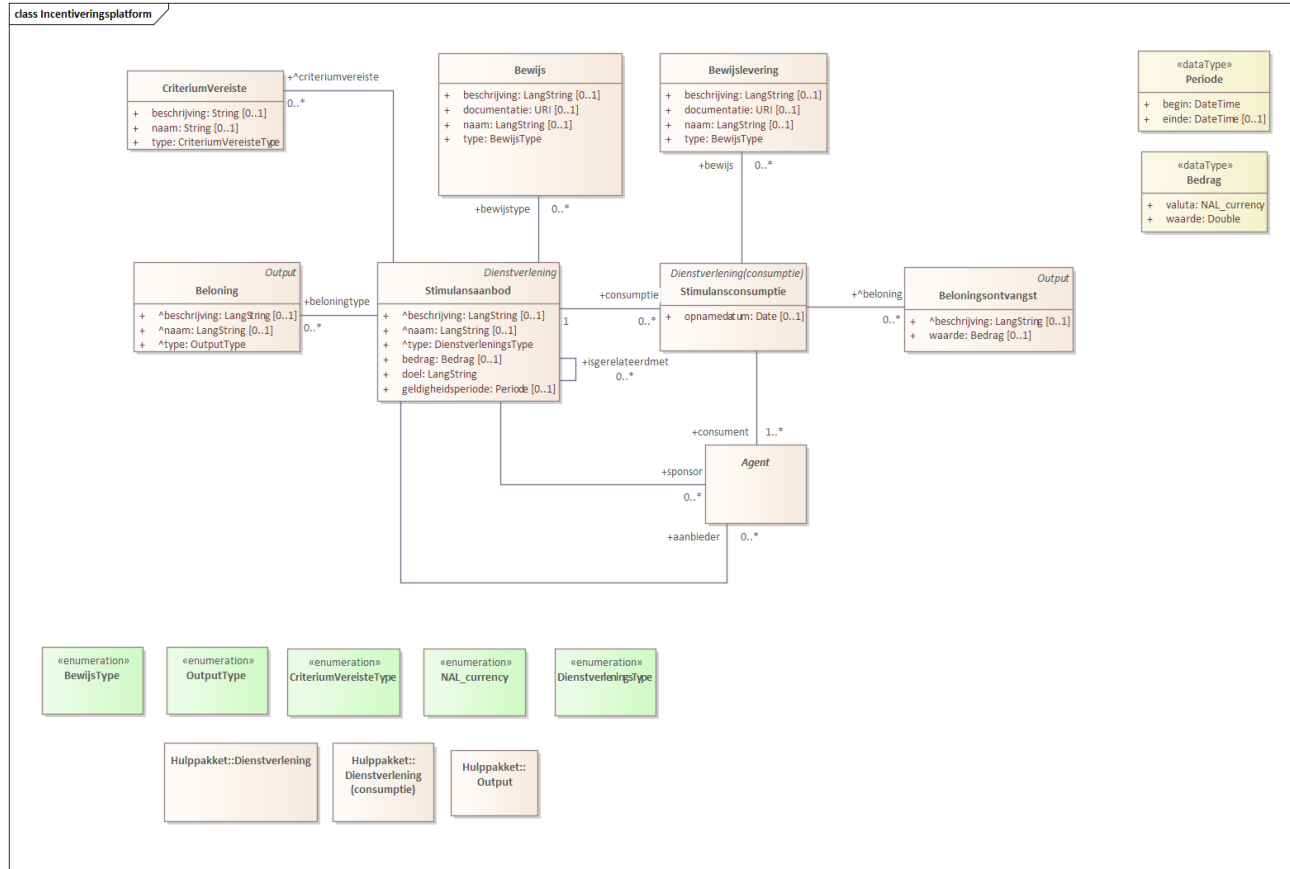 class Incentiveringsplatform
CriteriumVereiste
+ beschrijving: String [0..1]
+ naam: String [0..1]
+ type: CriteriumVereisteType
+^criteriumvereiste
0..*
Bewijs
+ beschrijving: LangString [0..1]
+ documentatie: URI [0..1]
+ naam: LangString [0..1]
+ type: BewijsType
+bewijstype 0..*
Bewijslevering
+ beschrijving: LangString [0..1]
+ documentatie: URI [0..1]
+ naam: LangString [0..1]
+ type: BewijsType
+bewijs 0..*
«dataType»
Periode
+ begin: DateTime
+ einde: DateTime [0..1]
«dataType»
Bedrag
+ valuta: NAL_currency
+ waarde: Double
Output
Beloning
+ ^beschrijving: LangString [0..1]
+ ^naam: LangString [0..1]
+ ^type: OutputType
+beloningtype
0..*
Dienstverlening
Stimulansaanbod
+ ^beschrijving: LangString [0..1]
+ ^naam: LangString [0..1]
+ ^type: DienstverleningsType
+ bedrag: Bedrag [0..1]
+ doel: LangString
+ geldigheidsperiode: Periode [0..1]
+consumptie
1 0..*
+isgerelateerdmet
0..*
Dienstverlening(consumptie)
Stimulansconsumptie
+ opnamedatum: Date [0..1]
+^beloning
0..*
Output
Beloningsontvangst
+ ^beschrijving: LangString [0..1]
+ waarde: Bedrag [0..1]
+consument 1..*
Agent
+sponsor
0..*
+aanbieder 0..*
«enumeration»
BewijsType
«enumeration»
OutputType
«enumeration»
CriteriumVereisteType
«enumeration»
NAL_currency
«enumeration»
DienstverleningsType
Hulppakket::Dienstverlening
Hulppakket::
Dienstverlening
(consumptie)
Hulppakket::
Output